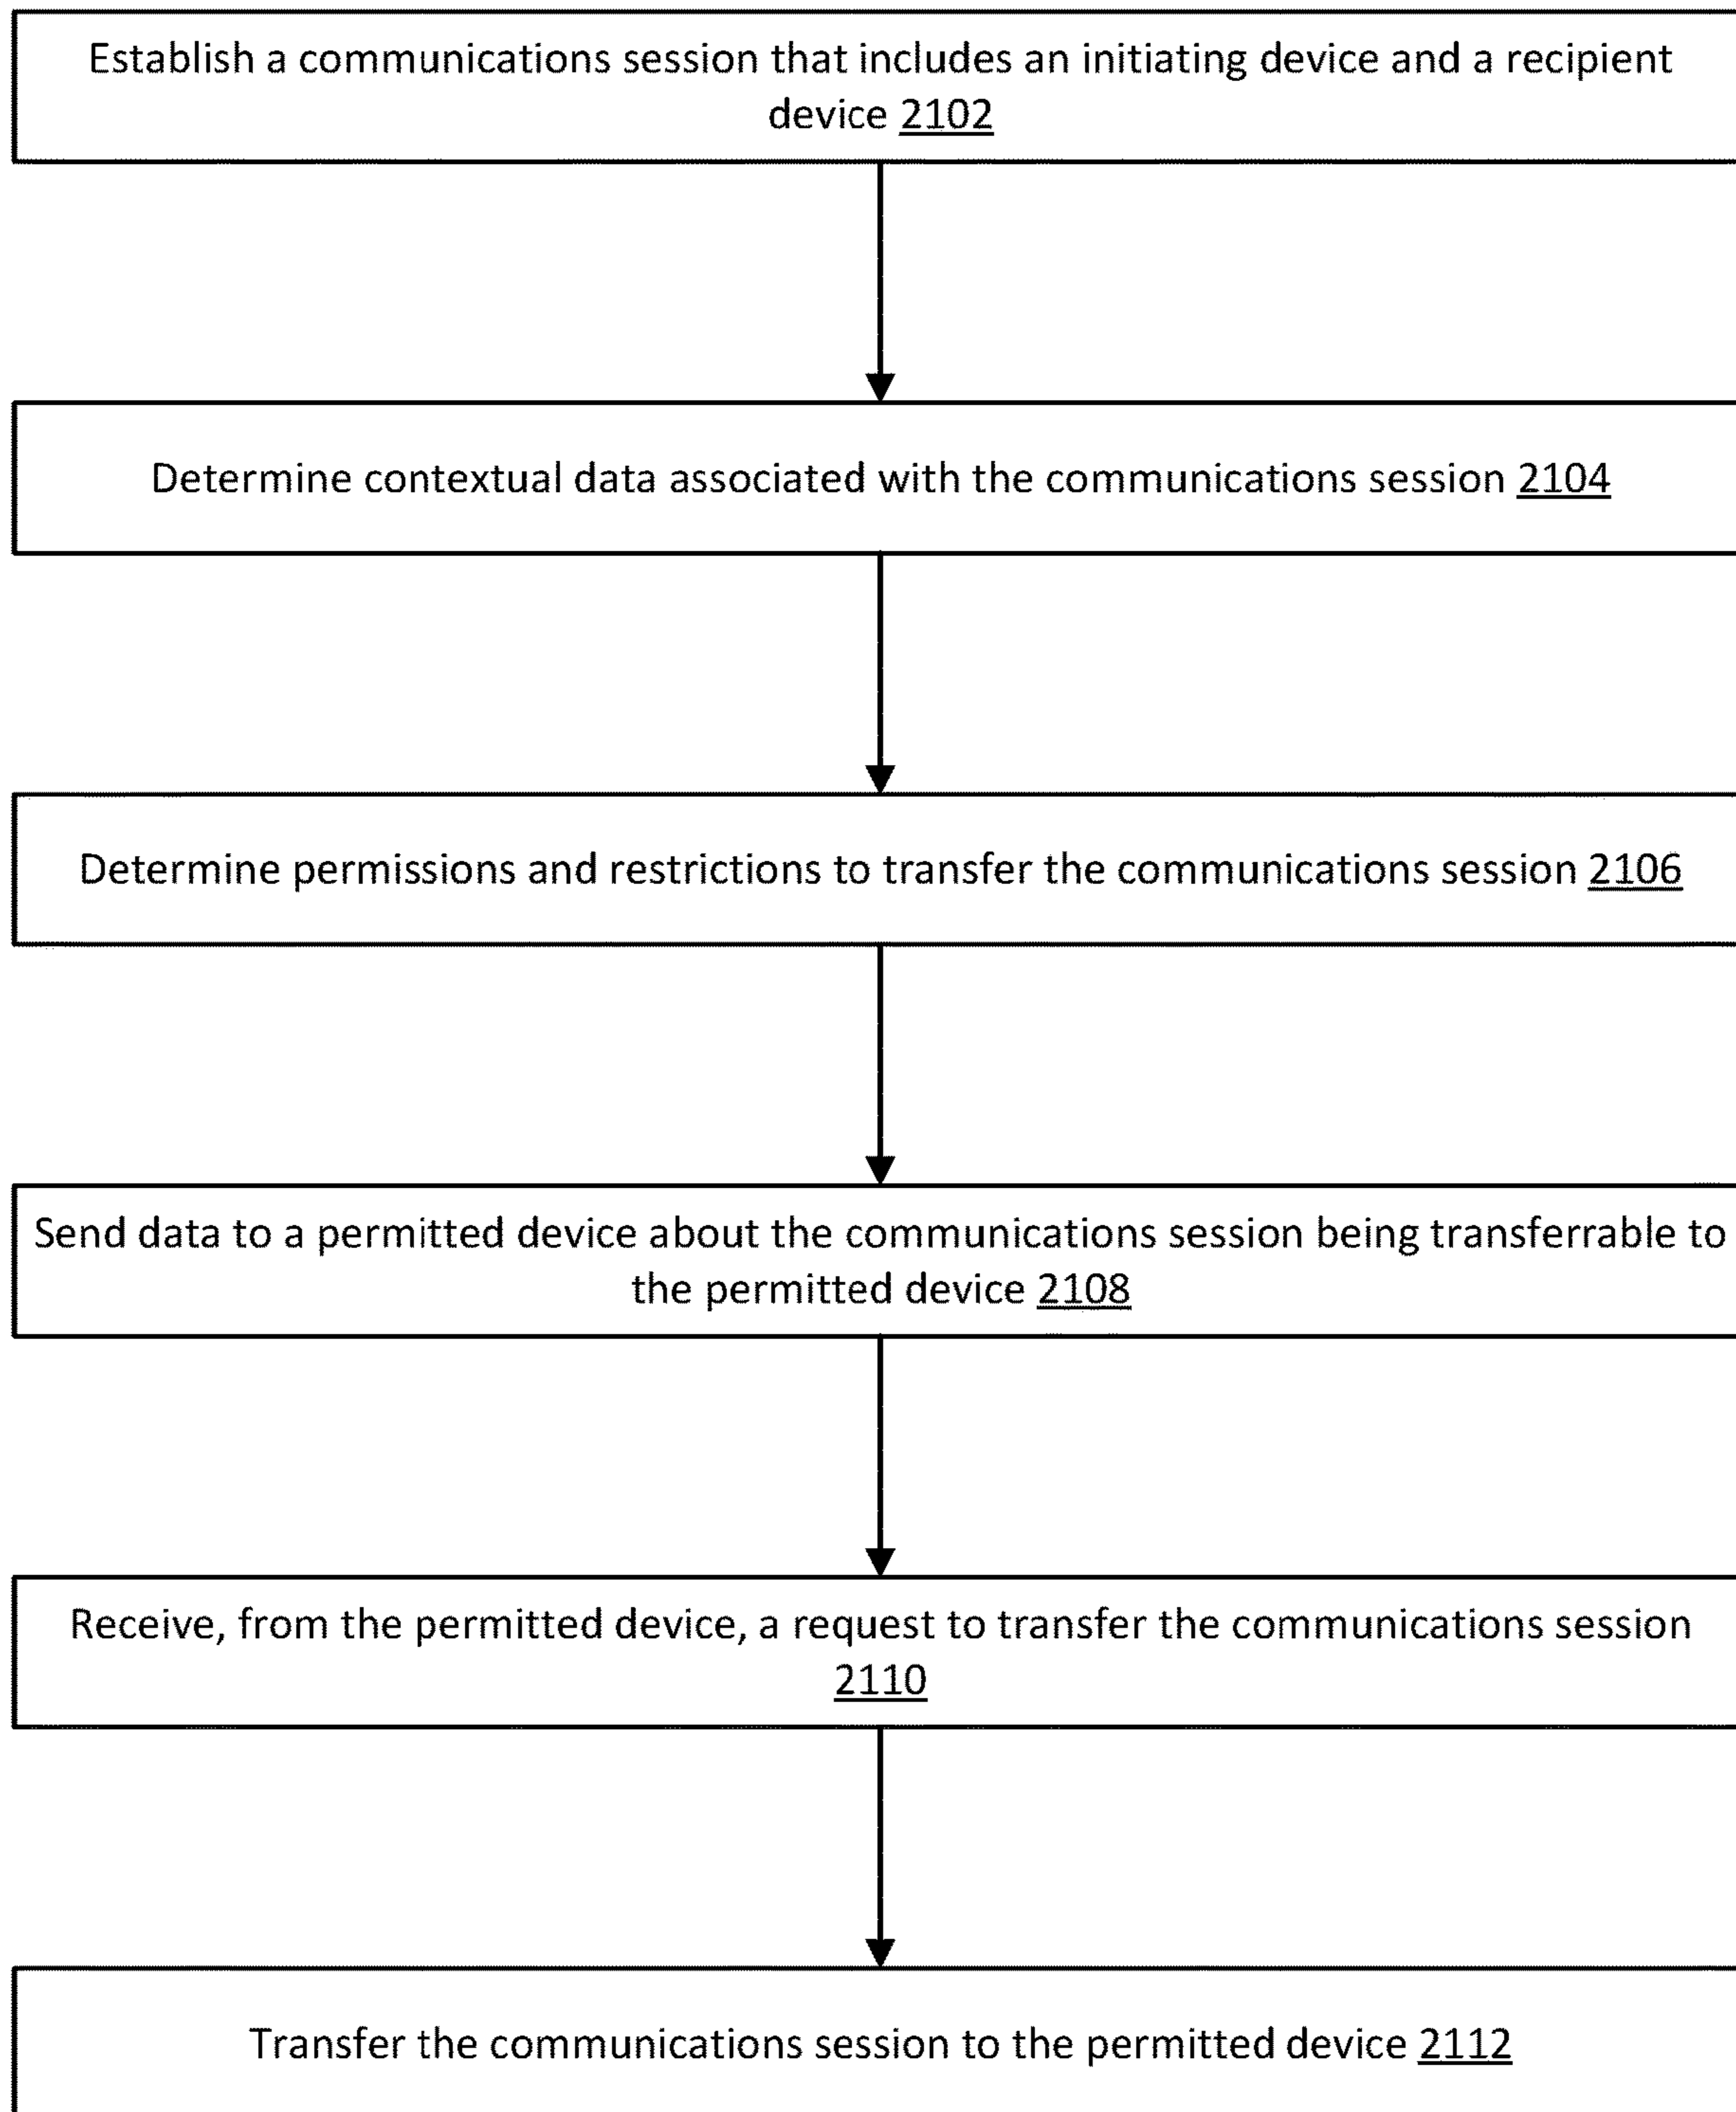 Establish a communications session that includes an initiating device and a recipient
device 2102
Determine contextual data associated with the communications session 2104
Determine permissions and restrictions to transfer the communications session 2106
Send data to a permitted device about the communications session being transferrable to
the permitted device 2108
Receive, from the permitted device, a request to transfer the communications session
2110
Transfer the communications session to the permitted device 2112